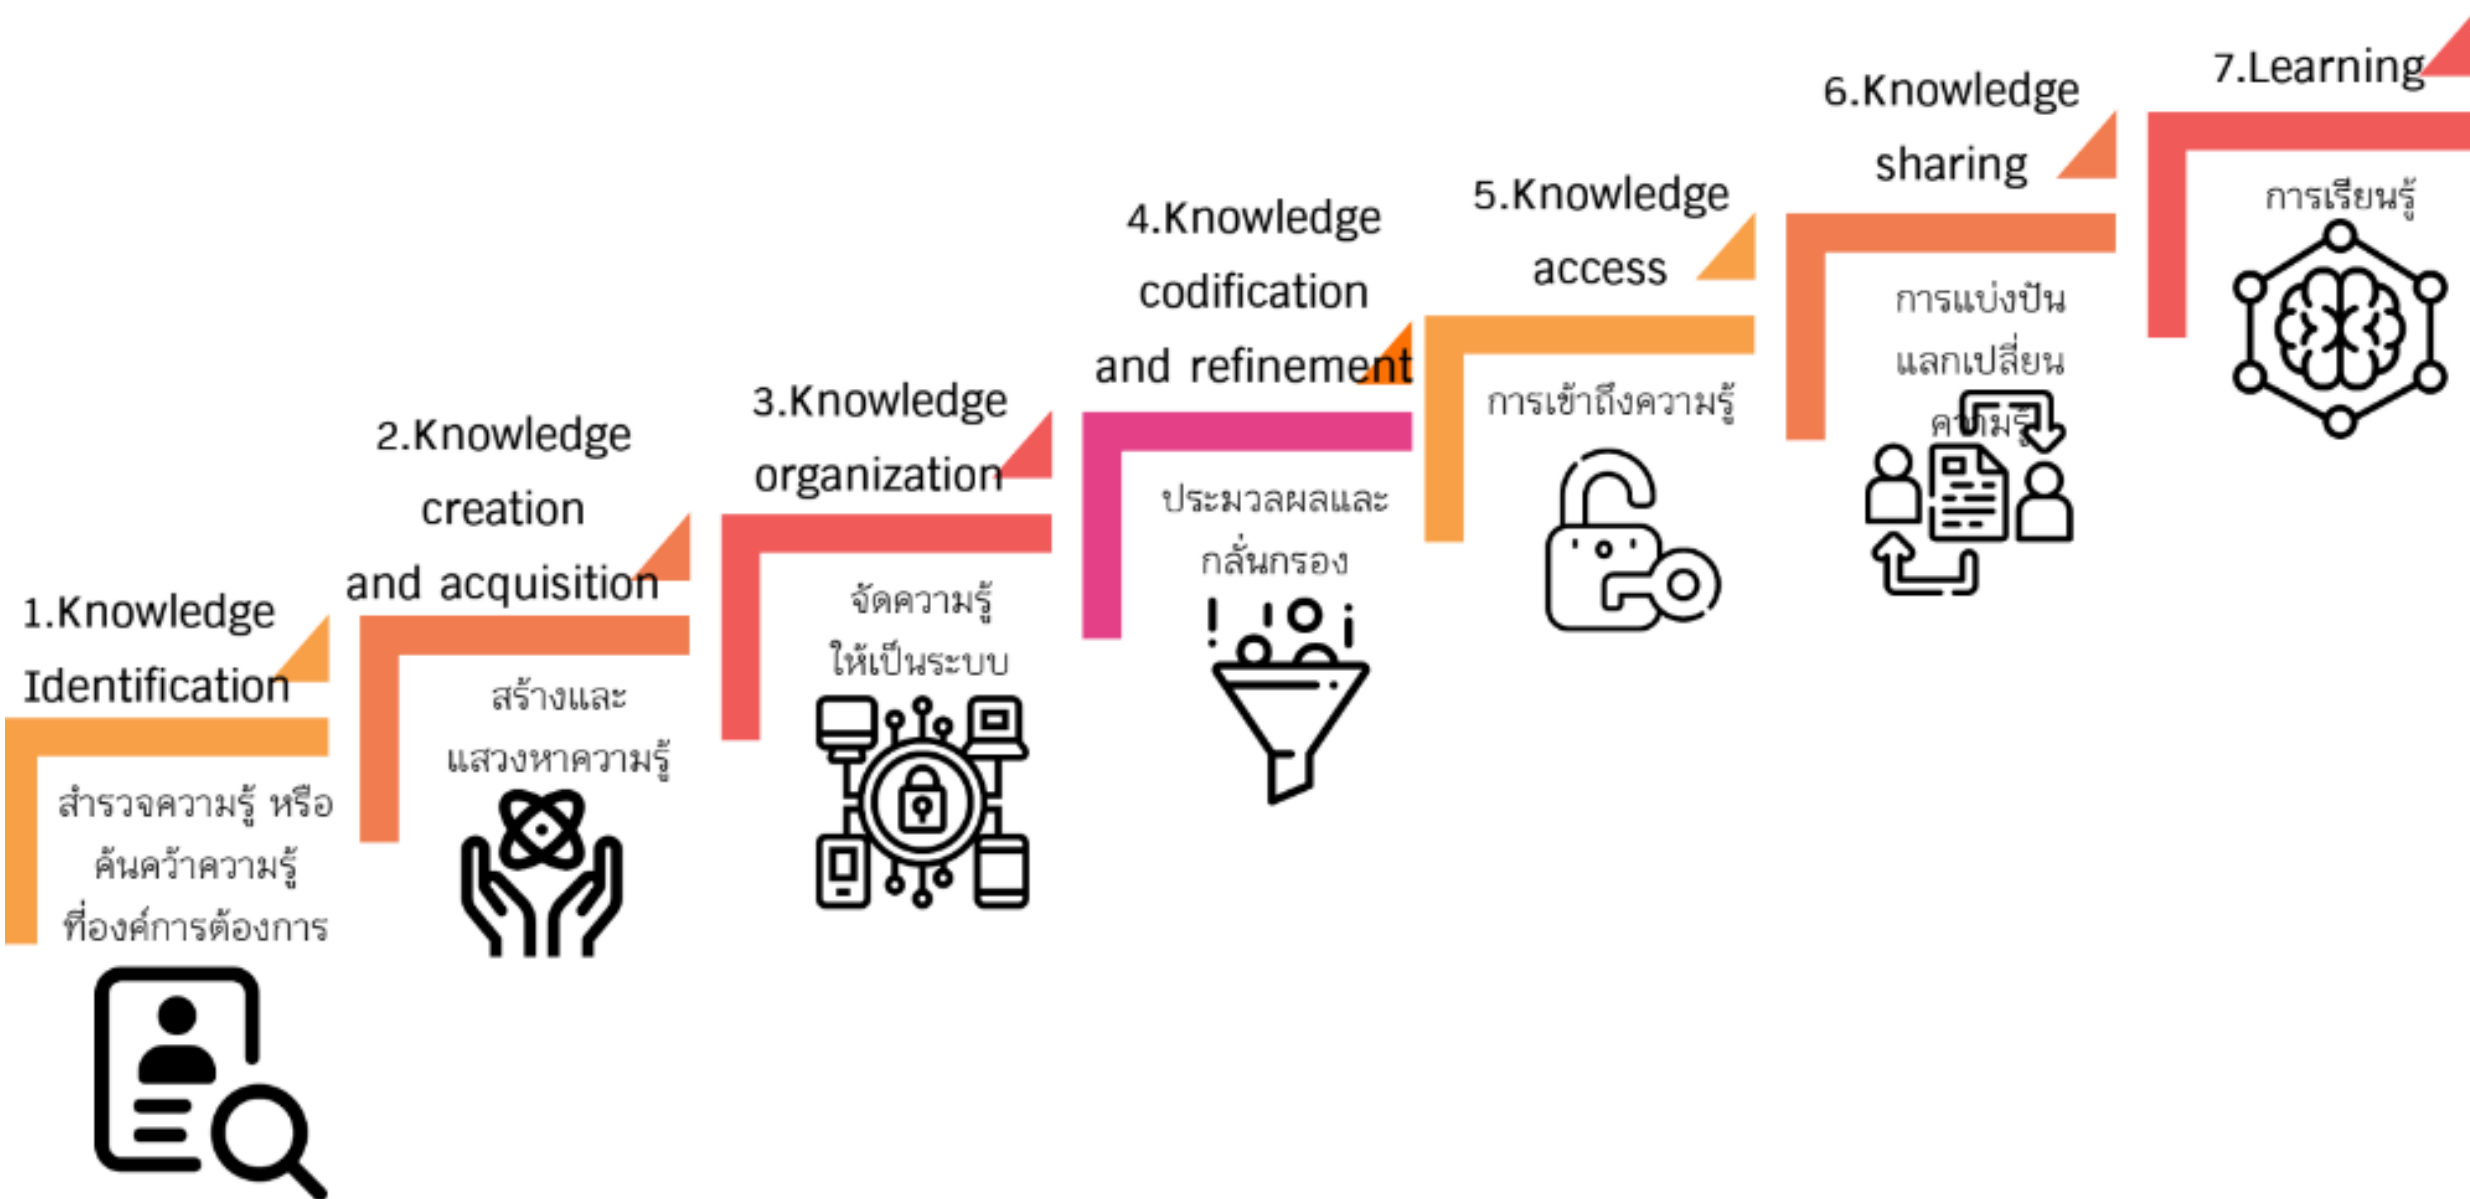 1.Knowledge
Identification
สำรวจความรู้ หรือ
ค้นคว้าความรู้
ที่องค์การต้องการ
2.Knowledge
creation
and acquisition
สร้างและ
แสวงหาความรู้
3.Knowledge
organization
จัดความรู้
ให้เป็นระบบ
4.Knowledge
codification
and refinement
ประมวลผลและ
กลั่นกรอง
5.Knowledge
access
การเข้าถึงความรู้
6.Knowledge
sharing
การแบ่งปัน
แลกเปลี่ยน
ความรู้
7.Learning
การเรียนรู้